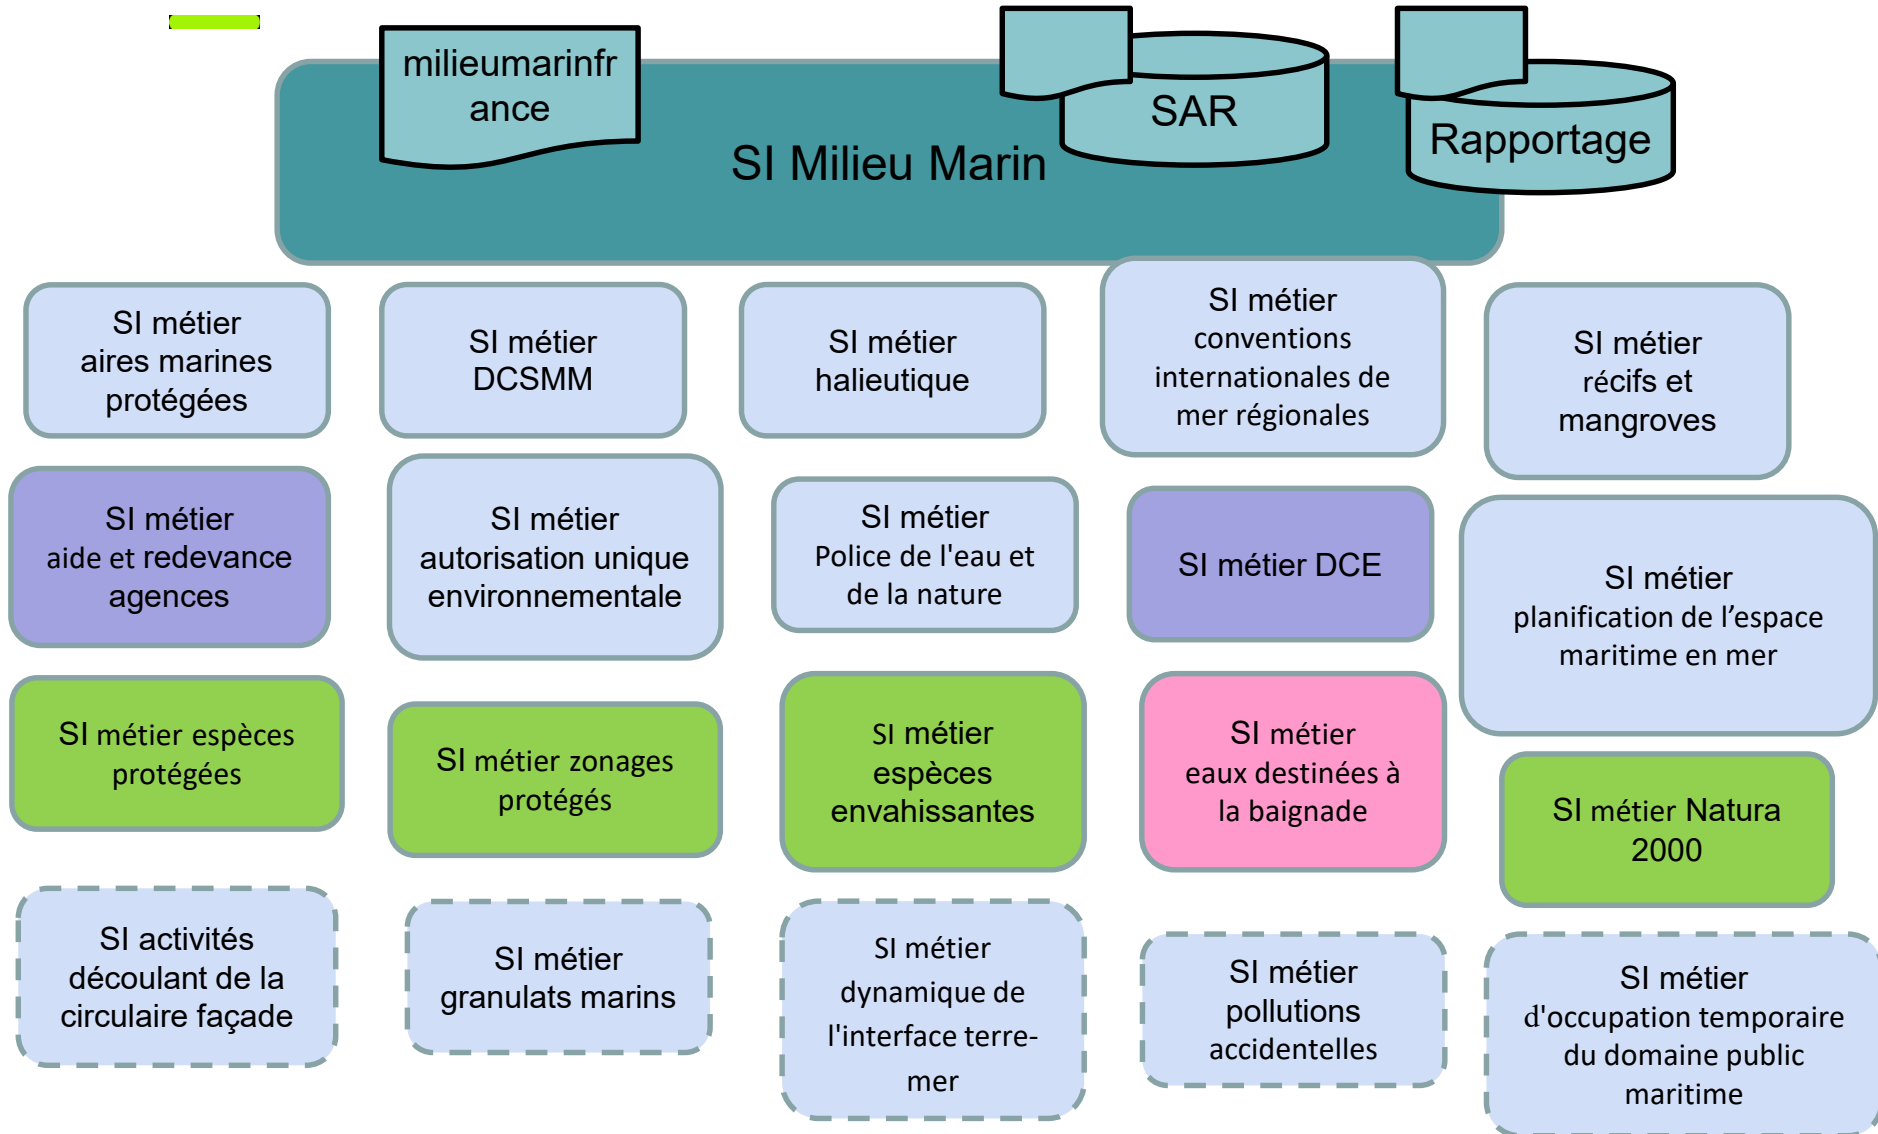 milieumarinfr
ance
SAR
Rapportage
SI Milieu Marin
SI métier
aires marines
protégées
SI métier
DCSMM
SI métier
halieutique
SI métier
conventions
internationales de
mer régionales
SI métier
récifs et
mangroves
SI métier
aide et redevance
agences
SI métier
autorisation unique
environnementale
SI métier
Police de l'eau et
de la nature
SI métier DCE
SI métier
planification de l’espace
maritime en mer
SI métier espèces
protégées
SI métier zonages
protégés
SI métier
espèces
envahissantes
SI métier
eaux destinées à
la baignade
SI métier Natura
2000
SI activités
découlant de la
circulaire façade
SI métier
granulats marins
SI métier
dynamique de
l'interface terre-
mer
SI métier
pollutions
accidentelles
SI métier
d'occupation temporaire
du domaine public
maritime